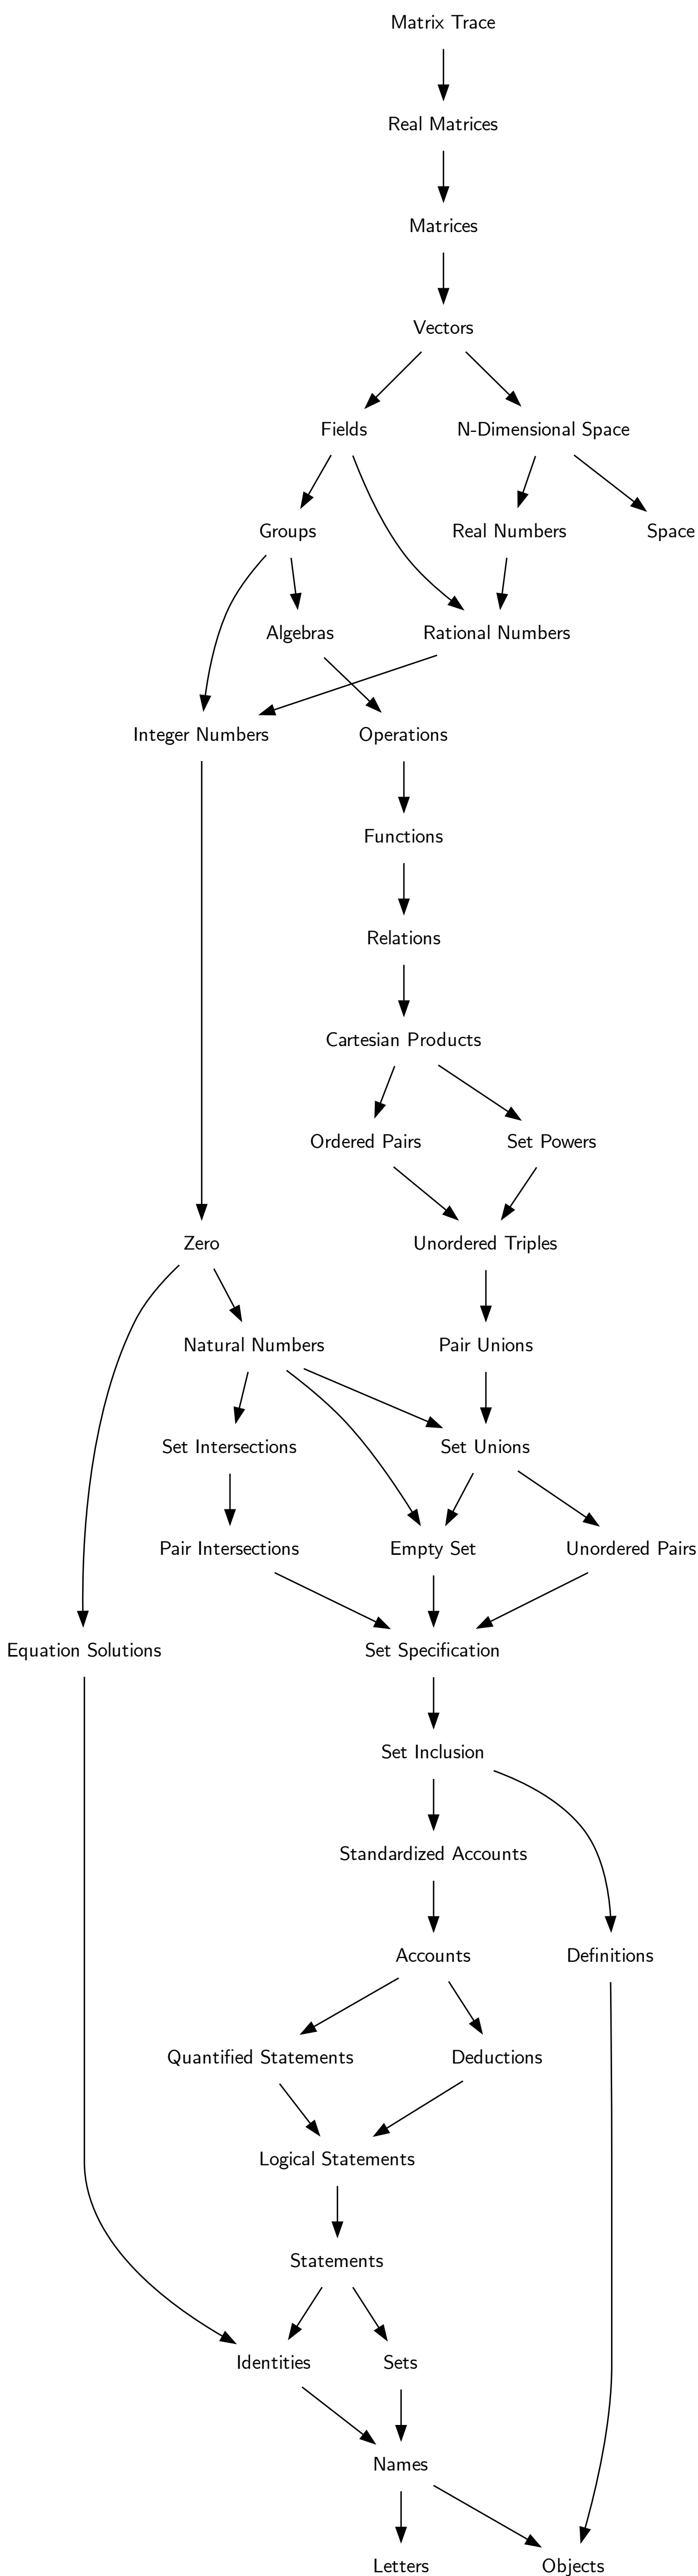 Matrix Trace
Real Matrices
Matrices
Vectors
Fields
N-Dimensional Space
Groups
Real Numbers
Space
Algebras
Rational Numbers
Integer Numbers
Operations
Functions
Relations
Cartesian Products
Ordered Pairs
Set Powers
Zero
Unordered Triples
Natural Numbers
Pair Unions
Set Intersections
Set Unions
Pair Intersections
Empty Set
Unordered Pairs
Equation Solutions
Set Specification
Set Inclusion
Standardized Accounts
Accounts
Definitions
Quantified Statements
Deductions
Logical Statements
Statements
Identities
Sets
Names
Letters
Objects